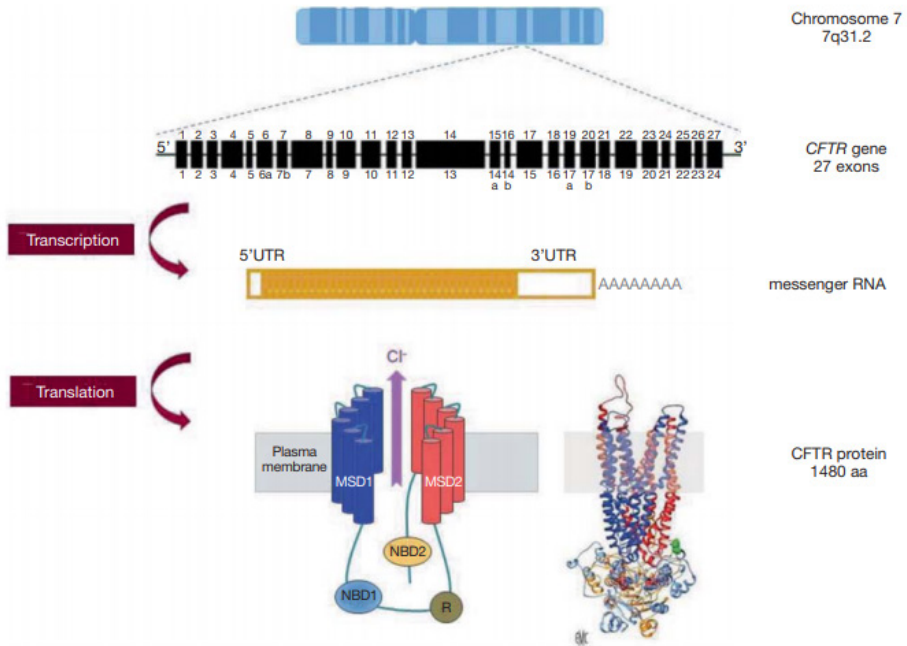 Chromosome 7
7q31.2
1 2 3 4 5 6 7 8 9 10 11 12 13 14 15 16 17 18 19 20 21 22 23 24 25 26 27
5' 3'
CFTR gene
27 exons
1 2 3 4 5 6a 7b 7 8 9 10 11 12 13 14 14 15 16 17 17 18 19 20 21 22 23 24
a b a b
Transcription
5'UTR 3'UTR
AAAAAAAA
messenger RNA
Translation
Cl-
Plasma
membrane
MSD1 MSD2
CFTR protein
1480 aa
NBD2
NBD1
R